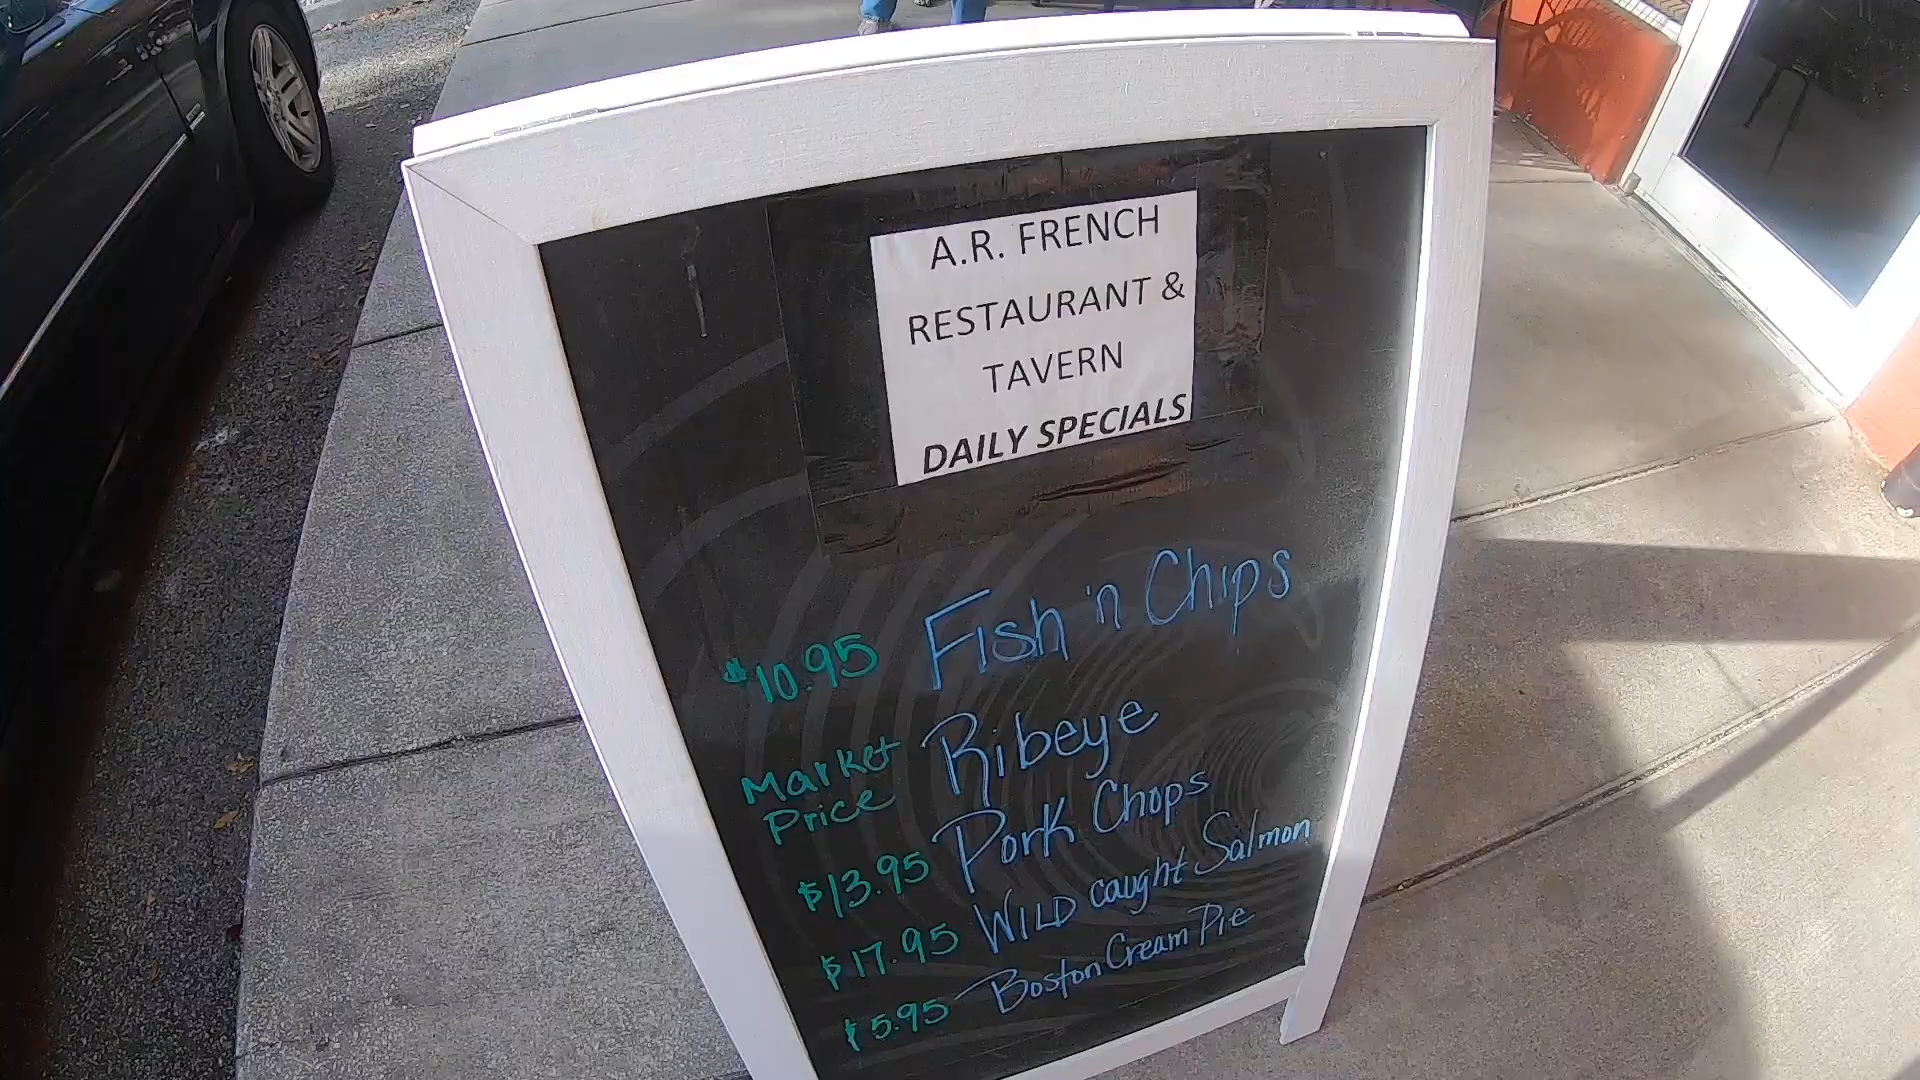 A.R. FRENCH
RESTAURANT &
TAVERN
DAILY SPECIALS
$10.95 Fish 'n Chips
Market Price Ribeye
$13.95 Pork Chops
$17.95 WILD caught Salmon
$5.95 Boston Cream Pie